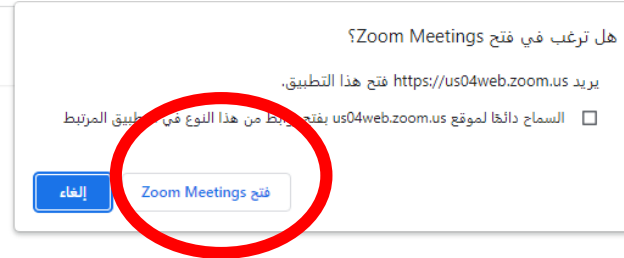 هل ترغب في فتح Zoom Meetings؟
يريد https://us04web.zoom.us فتح هذا التطبيق.
السماح دائمًا لموقع us04web.zoom.us بفتح من هذا النوع في المرتبط
فتح Zoom Meetings
إلغاء